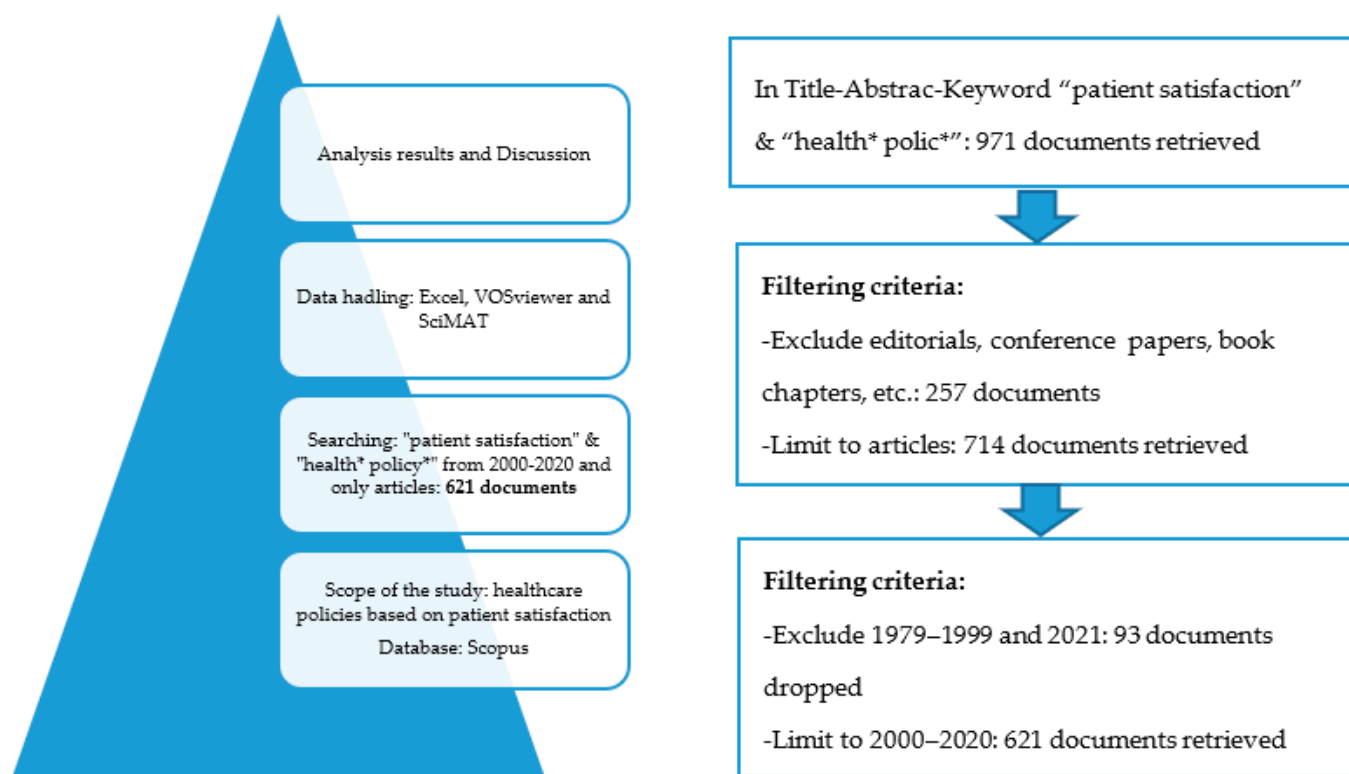 Analysis results and Discussion
Data hadling: Excel, VOSviewer and
SciMAT
Searching: "patient satisfaction" &
"health* policy*" from 2000-2020 and
only articles: 621 documents
Scope of the study: healthcare
policies based on patient satisfaction
Database: Scopus
In Title-Abstrac-Keyword “patient satisfaction”
& “health* polic*”: 971 documents retrieved
Filtering criteria:
-Exclude editorials, conference papers, book
chapters, etc.: 257 documents
-Limit to articles: 714 documents retrieved
Filtering criteria:
-Exclude 1979–1999 and 2021: 93 documents
dropped
-Limit to 2000–2020: 621 documents retrieved